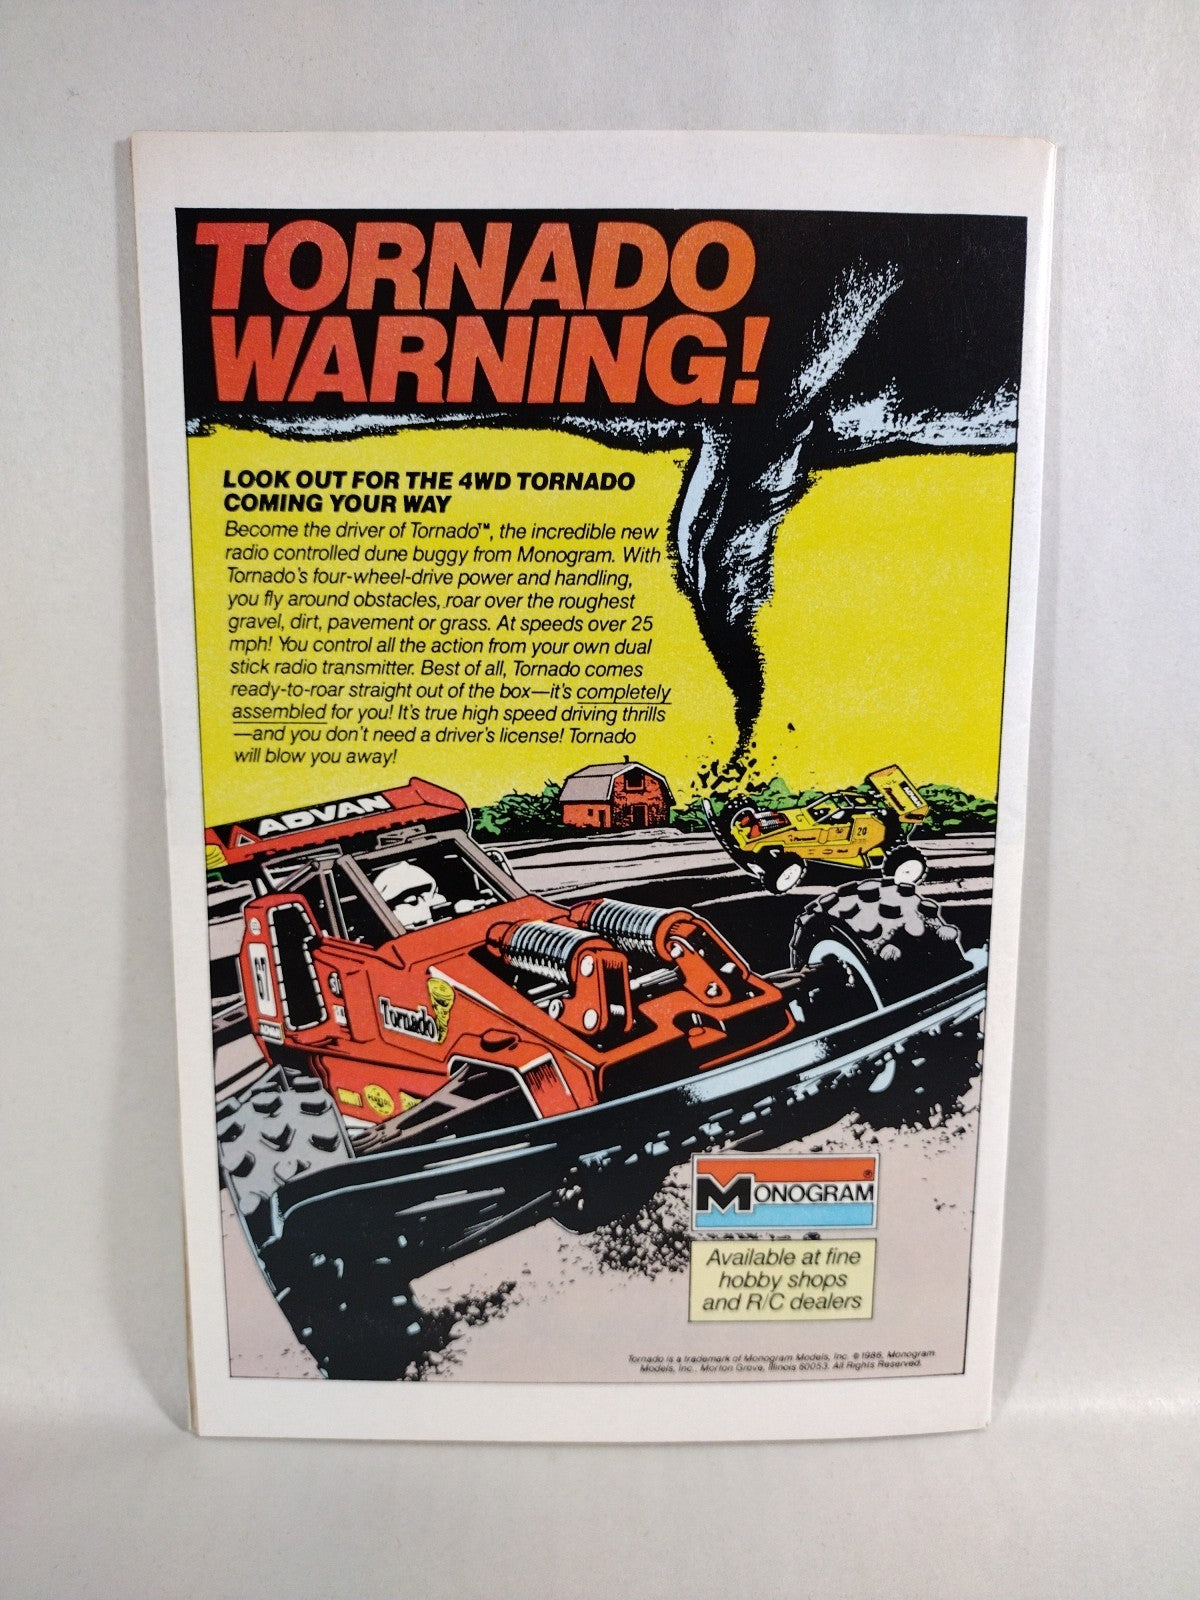 TORNADO
WARNING!
LOOK OUT FOR THE 4WD TORNADO
COMING YOUR WAY
Become the driver of Tornado™, the incredible new
radio controlled dune buggy from Monogram. With
Tornado's four-wheel-drive power and handling,
you fly around obstacles, roar over the roughest
gravel, dirt, pavement or grass. At speeds over 25
mph! You control all the action from your own dual
stick radio transmitter. Best of all, Tornado comes
ready-to-roar straight out of the box—it's completely
assembled for you! It's true high speed driving thrills
—and you don't need a driver's license! Tornado
will blow you away!
ADVAN
20
67
Tornado
MONOGRAM®
Available at fine
hobby shops
and R/C dealers
Tornado is a trademark of Monogram Models, Inc. © 1986, Monogram
Models, Inc., Morton Grove, Illinois 60053. All Rights Reserved.